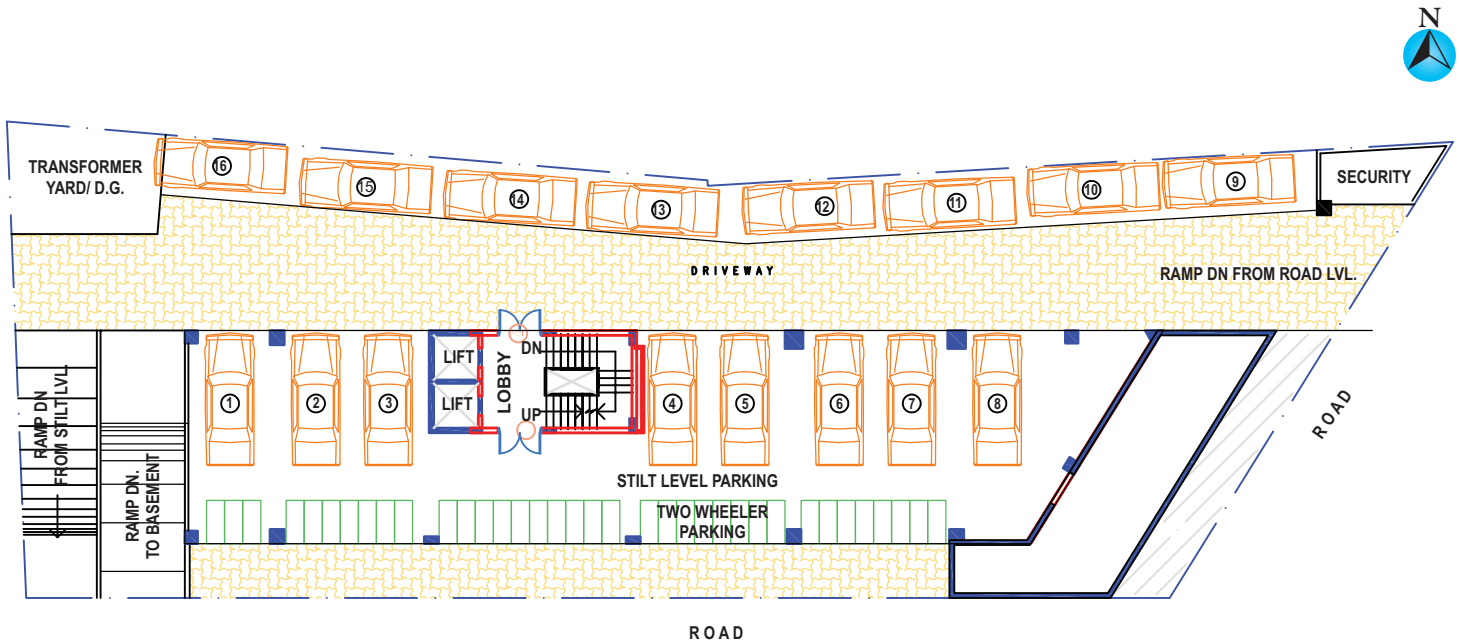 N
TRANSFORMER
YARD/ D.G.
16
15
14
13
12
11
10
9
SECURITY
DRIVEWAY
RAMP DN FROM ROAD LVL.
RAMP DN
FROM STILT LVL.
RAMP DN.
TO BASEMENT
1
2
3
LIFT
LIFT
LOBBY
DN
UP
4
5
6
7
8
ROAD
STILT LEVEL PARKING
TWO WHEELER
PARKING
ROAD